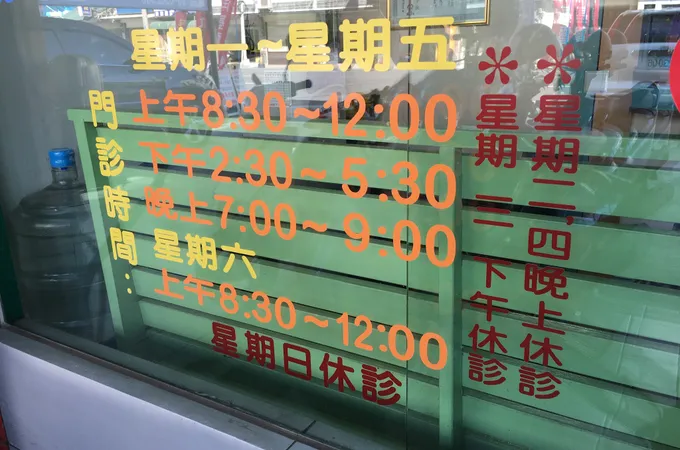 星期一~星期五
門診時間:
上午8:30~12:00
下午2:30~5:30
晚上7:00~9:00
星期六
上午8:30~12:00
星期日休診
*星期二,四晚上休診
*星期三下午休診